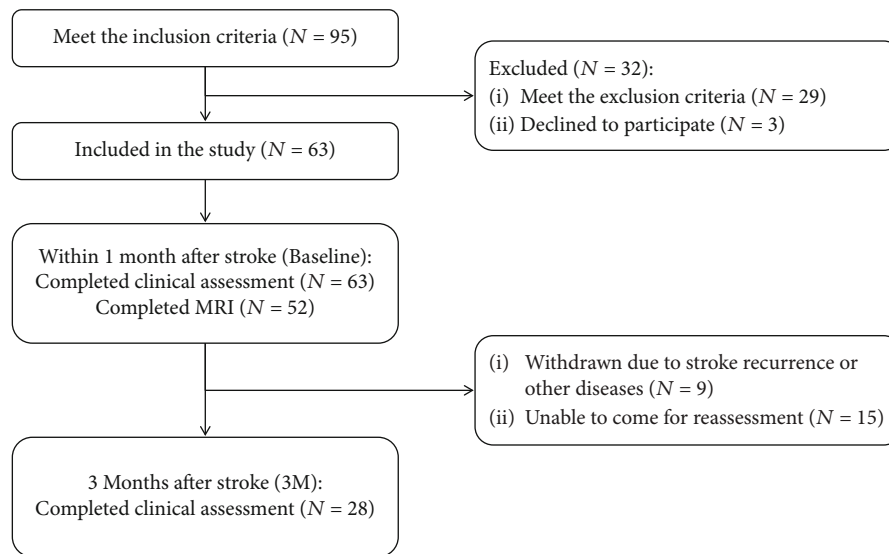 Meet the inclusion criteria (N = 95)
Excluded (N = 32):
(i) Meet the exclusion criteria (N = 29)
(ii) Declined to participate (N = 3)
Included in the study (N = 63)
Within 1 month after stroke (Baseline):
Completed clinical assessment (N = 63)
Completed MRI (N = 52)
(i) Withdrawn due to stroke recurrence or
other diseases (N = 9)
(ii) Unable to come for reassessment (N = 15)
3 Months after stroke (3M):
Completed clinical assessment (N = 28)